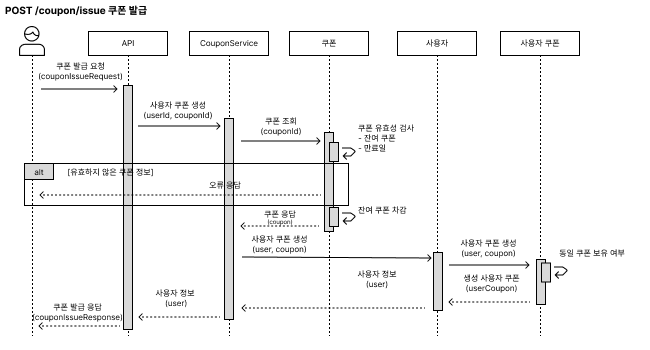 POST /coupon/issue 쿠폰 발급
API
CouponService
쿠폰
사용자
사용자 쿠폰
쿠폰 발급 요청
(couponIssueRequest)
사용자 쿠폰 생성
(userId, couponId)
쿠폰 조회
(couponId)
쿠폰 유효성 검사
- 잔여 쿠폰
- 만료일
alt
[유효하지 않은 쿠폰 정보]
오류 응답
잔여 쿠폰 차감
쿠폰 응답
(coupon)
사용자 쿠폰 생성
(user, coupon)
사용자 쿠폰 생성
(user, coupon)
동일 쿠폰 보유 여부
사용자 정보
(user)
생성 사용자 쿠폰
(userCoupon)
사용자 정보
(user)
쿠폰 발급 응답
(couponIssueResponse)